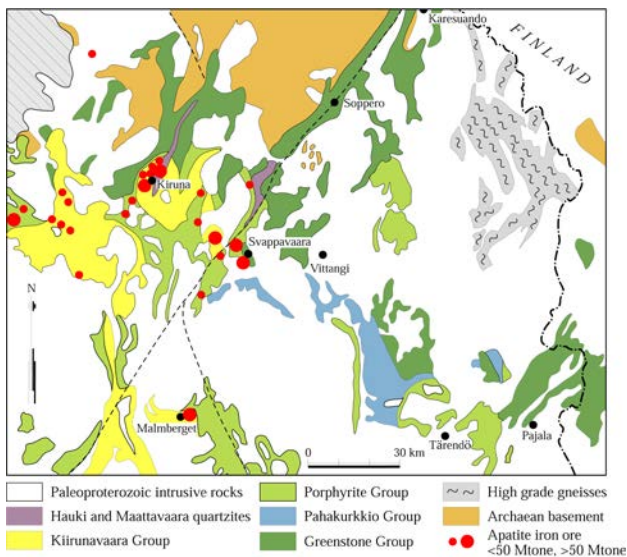 Karesuando
FINLAND
Soppero
Kiruna
Svappavaara
Vittangi
N
Malmberget
Tärendö
Pajala
0 30 km
Paleoproterozoic intrusive rocks
Hauki and Maattavaara quartzites
Kiirunavaara Group
Porphyrite Group
Pahakurkkio Group
Greenstone Group
High grade gneisses
Archaean basement
Apatite iron ore
<50 Mtone, >50 Mtone